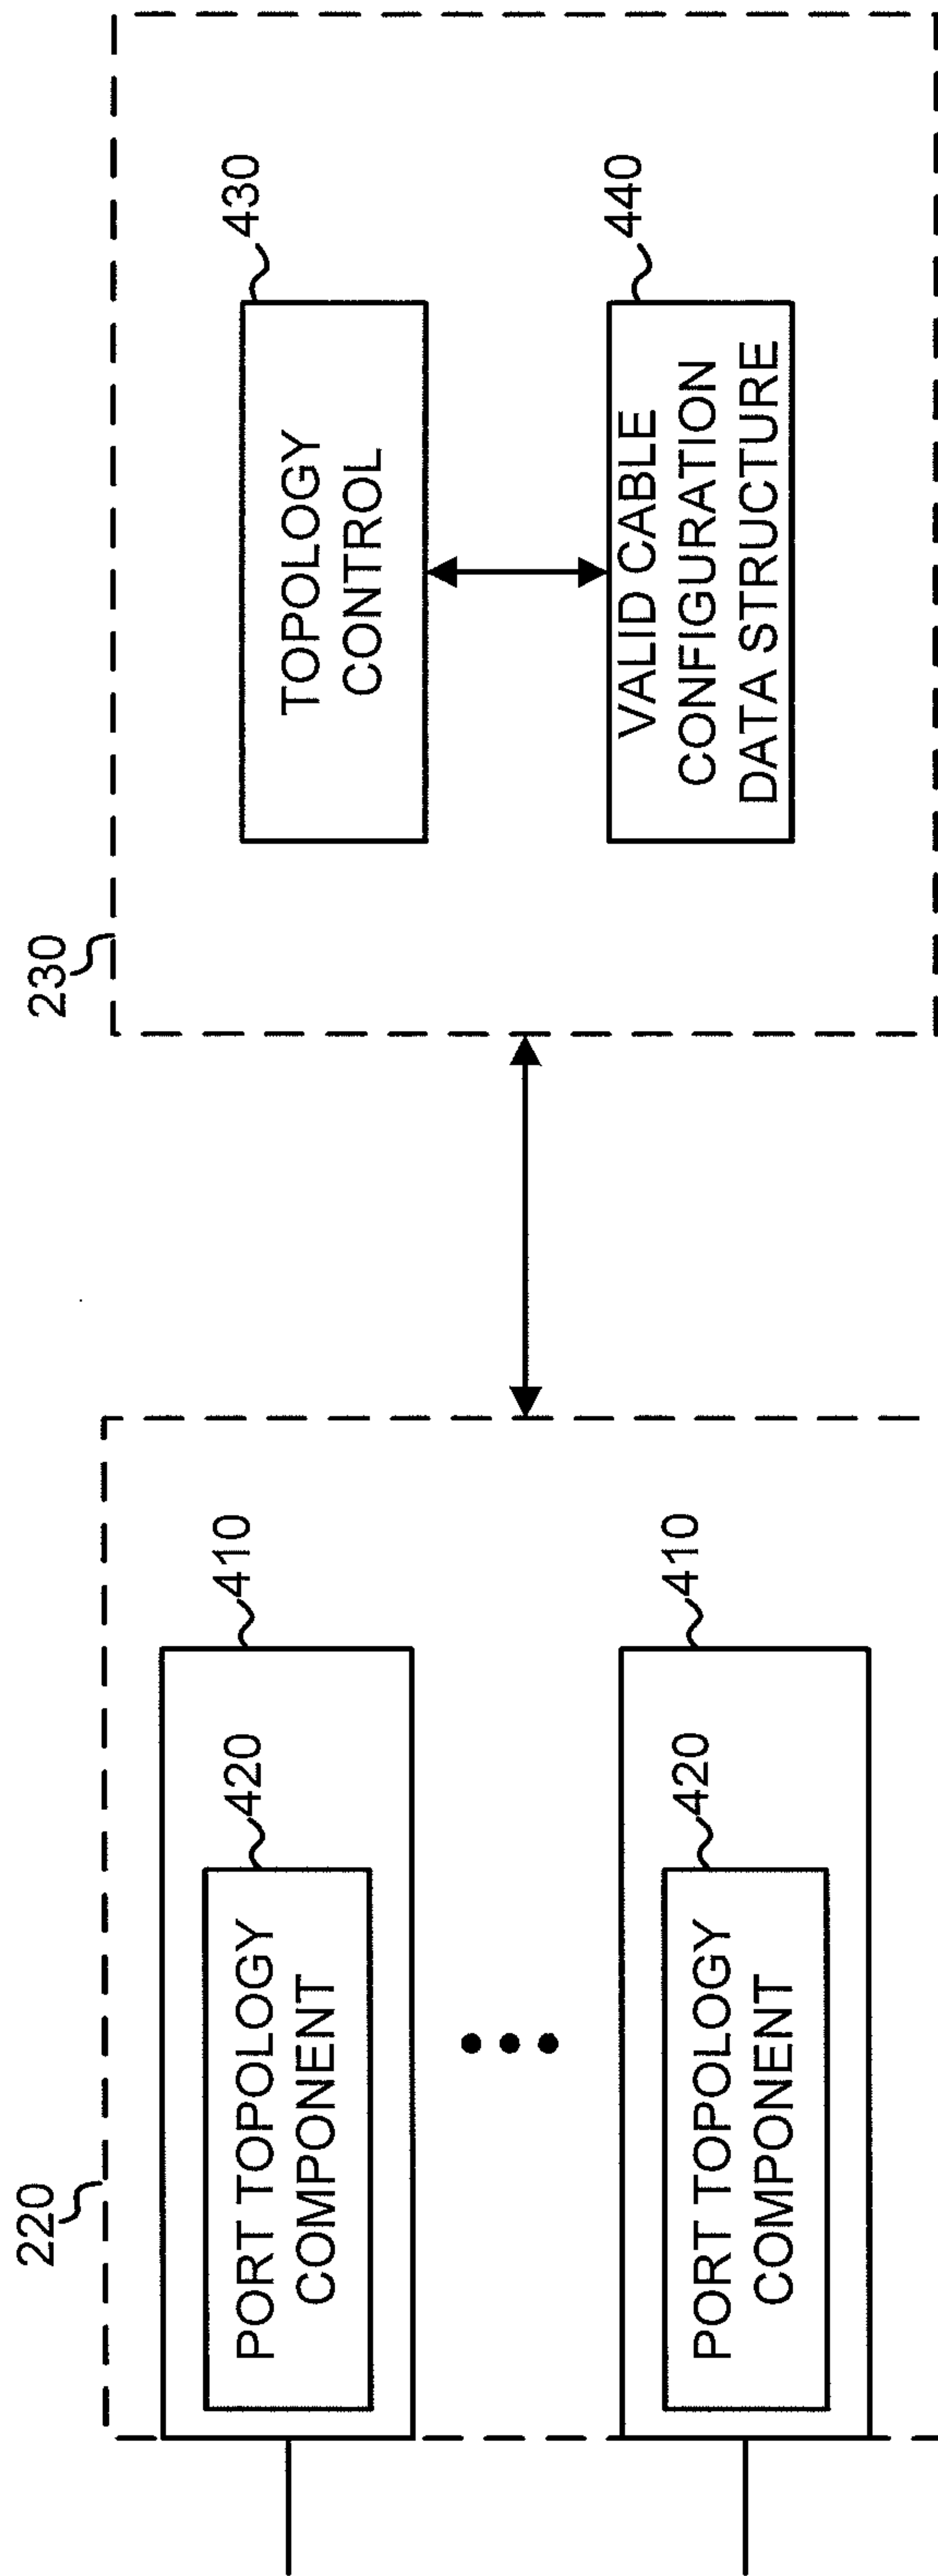 220
410
PORT TOPOLOGY
COMPONENT
420
410
PORT TOPOLOGY
COMPONENT
420
230
TOPOLOGY
CONTROL
430
VALID CABLE
CONFIGURATION
DATA STRUCTURE
440